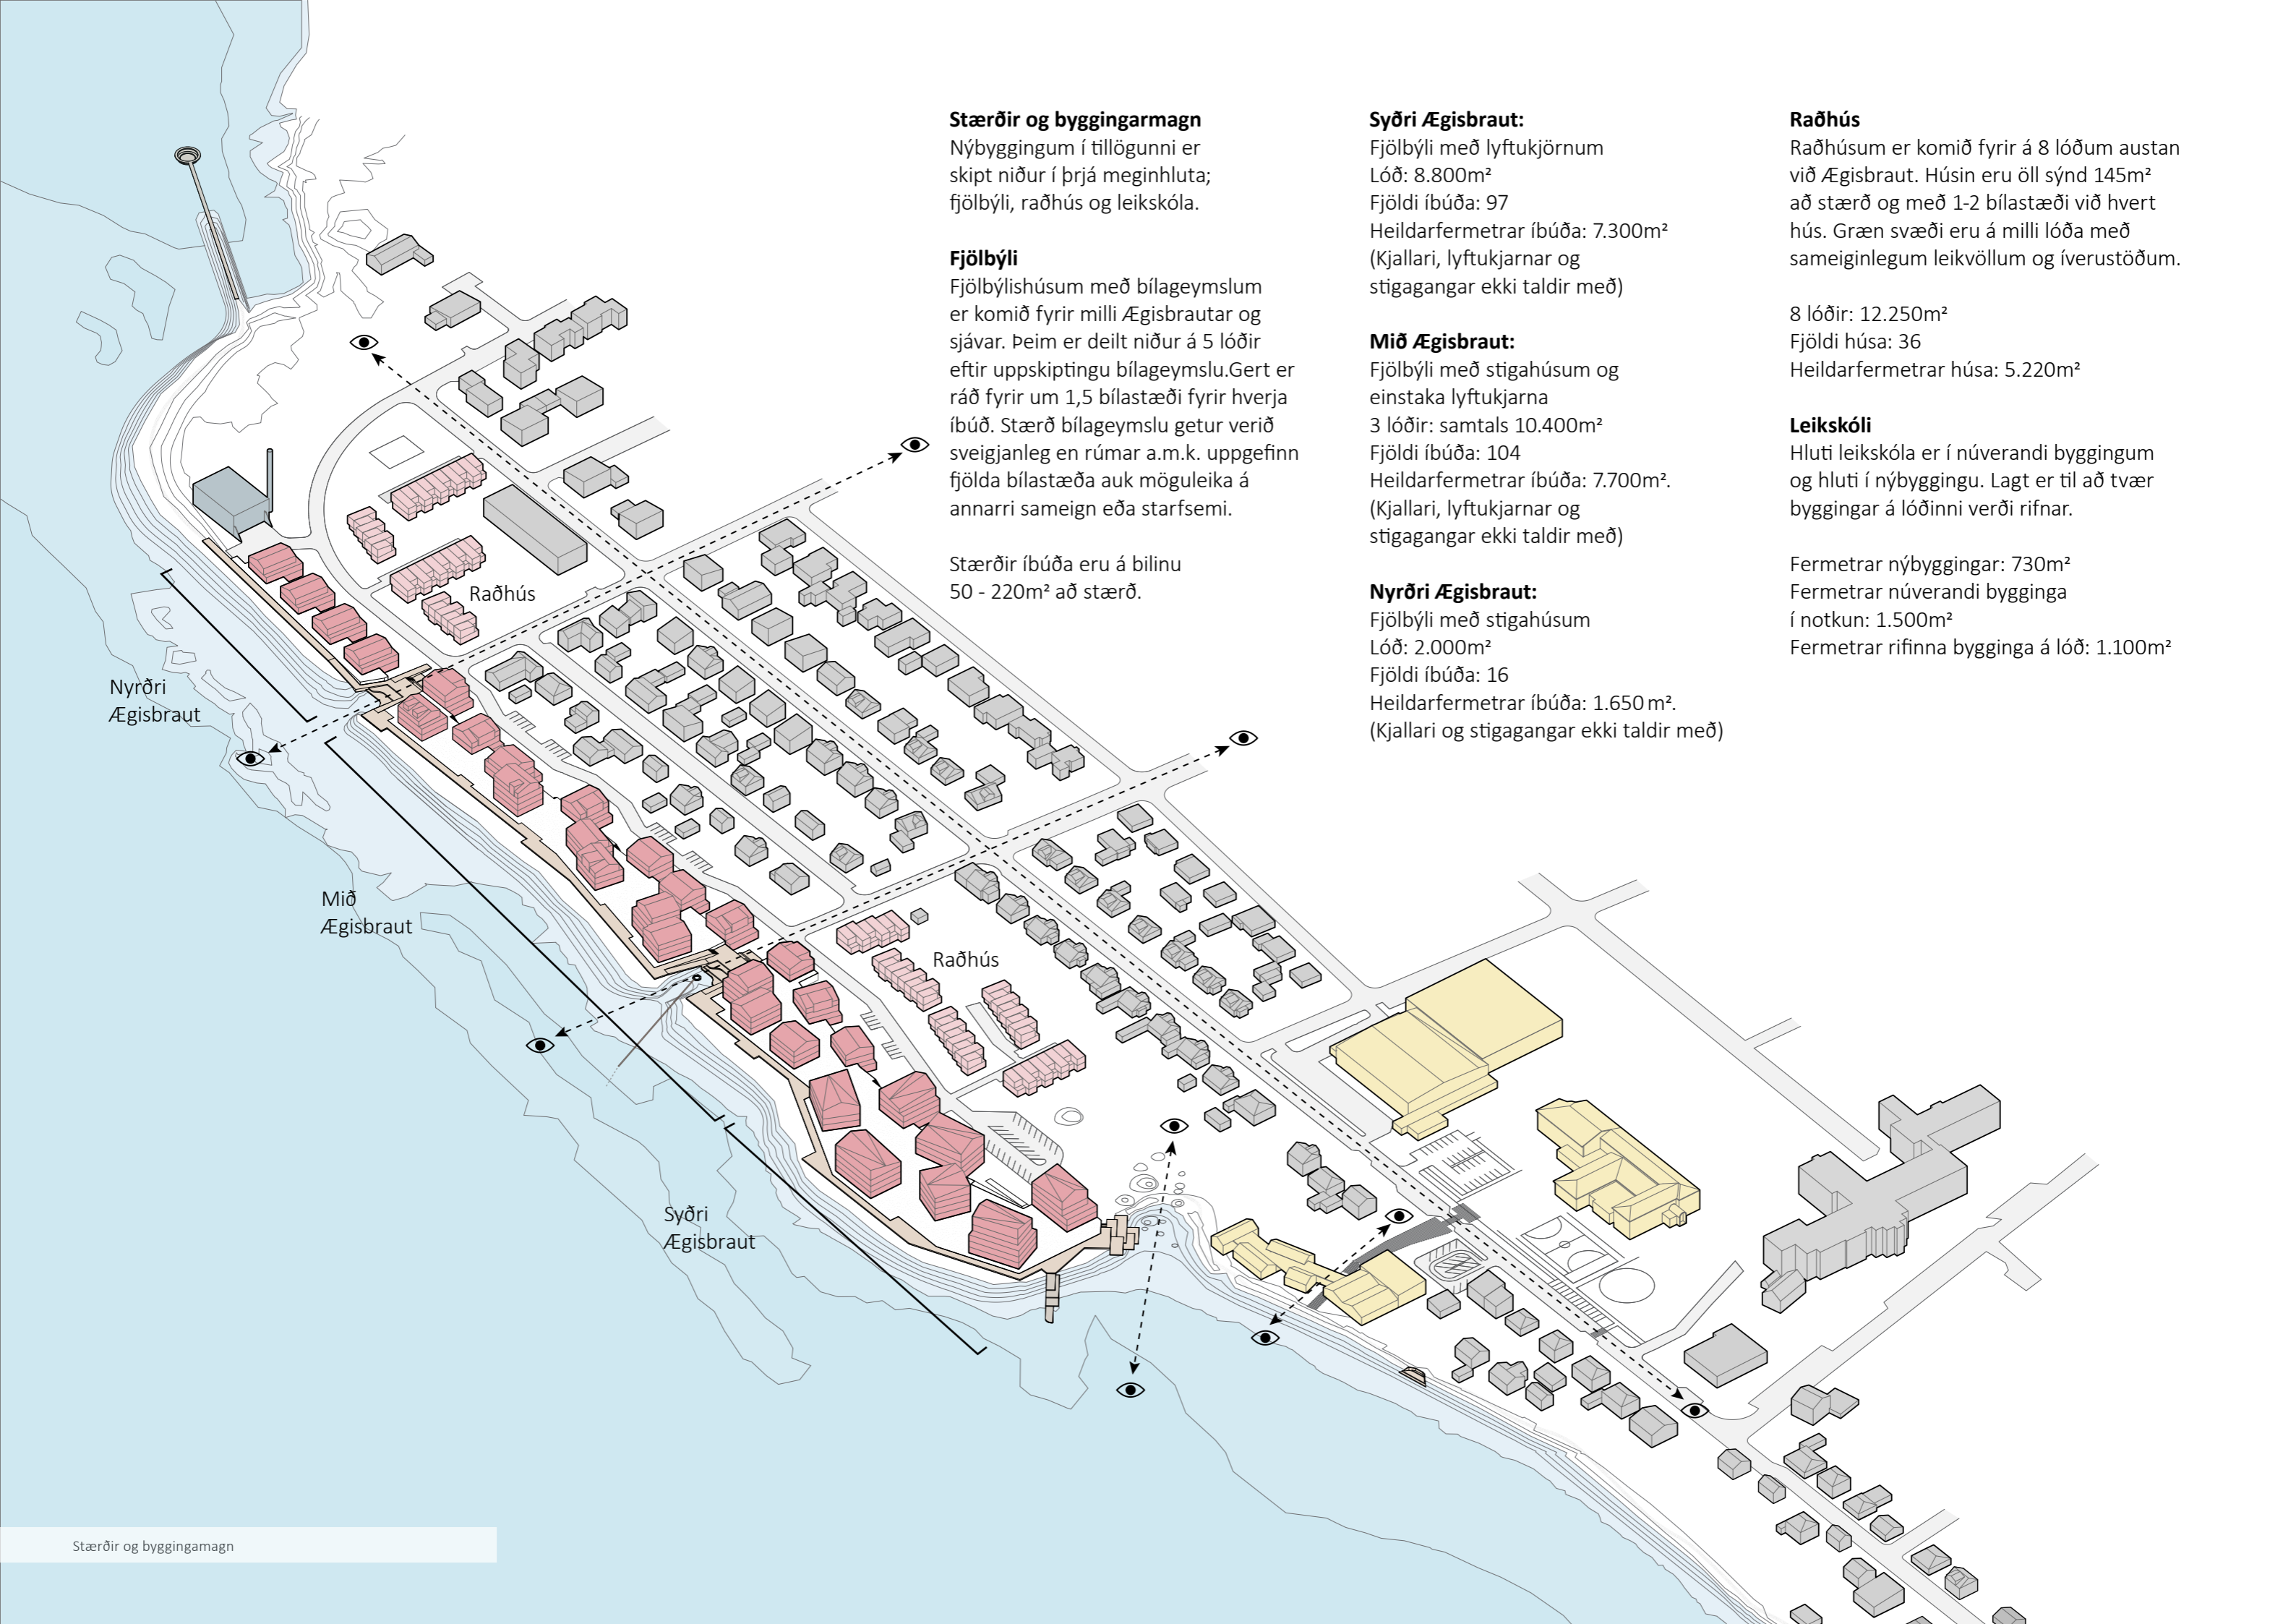 Stærðir og byggingarmagn
Nýbyggingum í tillögunni er
skipt niður í þrjá meginhluta;
fjölbýli, raðhús og leikskóla.
Fjölbýli
Fjölbýlishúsum með bílageymslum
er komið fyrir milli Ægisbrautar og
sjávar. Þeim er deilt niður á 5 lóðir
eftir uppskiptingu bílageymslu.Gert er
ráð fyrir um 1,5 bílastæði fyrir hverja
íbúð. Stærð bílageymslu getur verið
sveigjanleg en rúmar a.m.k. uppgefinn
fjölda bílastæða auk möguleika á
annarri sameign eða starfsemi.
Stærðir íbúða eru á bilinu
50 - 220m² að stærð.
Syðri Ægisbraut:
Fjölbýli með lyftukjörnum
Lóð: 8.800m²
Fjöldi íbúða: 97
Heildarfermetrar íbúða: 7.300m²
(Kjallari, lyftukjarnar og
stigagangar ekki taldir með)
Mið Ægisbraut:
Fjölbýli með stigahúsum og
einstaka lyftukjarna
3 lóðir: samtals 10.400m²
Fjöldi íbúða: 104
Heildarfermetrar íbúða: 7.700m².
(Kjallari, lyftukjarnar og
stigagangar ekki taldir með)
Nyrðri Ægisbraut:
Fjölbýli með stigahúsum
Lóð: 2.000m²
Fjöldi íbúða: 16
Heildarfermetrar íbúða: 1.650 m².
(Kjallari og stigagangar ekki taldir með)
Raðhús
Raðhúsum er komið fyrir á 8 lóðum austan
við Ægisbraut. Húsin eru öll sýnd 145m²
að stærð og með 1-2 bílastæði við hvert
hús. Græn svæði eru á milli lóða með
sameiginlegum leikvöllum og íverustöðum.
8 lóðir: 12.250m²
Fjöldi húsa: 36
Heildarfermetrar húsa: 5.220m²
Leikskóli
Hluti leikskóla er í núverandi byggingum
og hluti í nýbyggingu. Lagt er til að tvær
byggingar á lóðinni verði rifnar.
Fermetrar nýbyggingar: 730m²
Fermetrar núverandi bygginga
í notkun: 1.500m²
Fermetrar rifinna bygginga á lóð: 1.100m²
Raðhús
Nyrðri
Ægisbraut
Mið
Ægisbraut
Raðhús
Syðri
Ægisbraut
Stærðir og byggingamagn